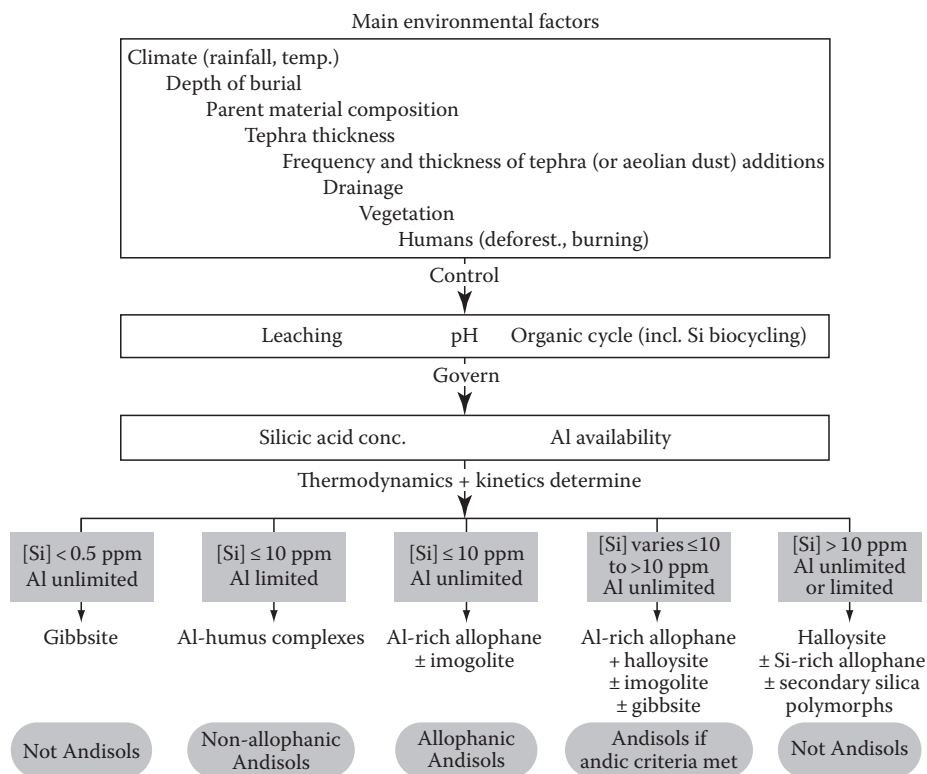 Main environmental factors
Climate (rainfall, temp.)
Depth of burial
Parent material composition
Tephra thickness
Frequency and thickness of tephra (or aeolian dust) additions
Drainage
Vegetation
Humans (deforest., burning)
Control
Leaching pH Organic cycle (incl. Si biocycling)
Govern
Silicic acid conc. Al availability
Thermodynamics + kinetics determine
[Si] < 0.5 ppm
Al unlimited
Gibbsite
Not Andisols
[Si] ≤ 10 ppm
Al limited
Al-humus complexes
Non-allophanic
Andisols
[Si] ≤ 10 ppm
Al unlimited
Al-rich allophane
± imogolite
Allophanic
Andisols
[Si] varies ≤10
to >10 ppm
Al unlimited
Al-rich allophane
+ halloysite
± imogolite
± gibbsite
Andisols if
andic criteria met
[Si] > 10 ppm
Al unlimited
or limited
Halloysite
± Si-rich allophane
± secondary silica
polymorphs
Not Andisols